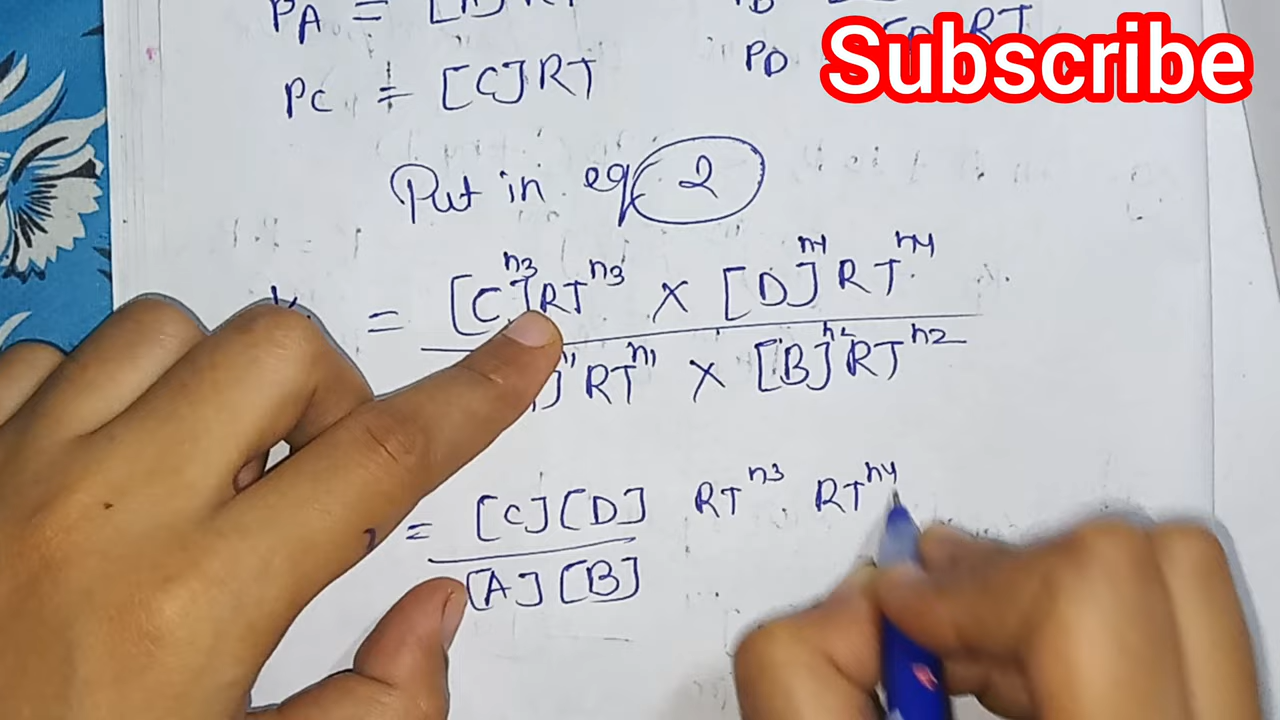 PA = [A] RT
Subscribe
PC = [C] RT PD RT
Put in eq 2
= [C]n3 RTn3 × [D]n4 RTn4
]n1 RTn1 × [B]n2 RTn2
= [C] [D] RTn3 RTn4
[A] [B]